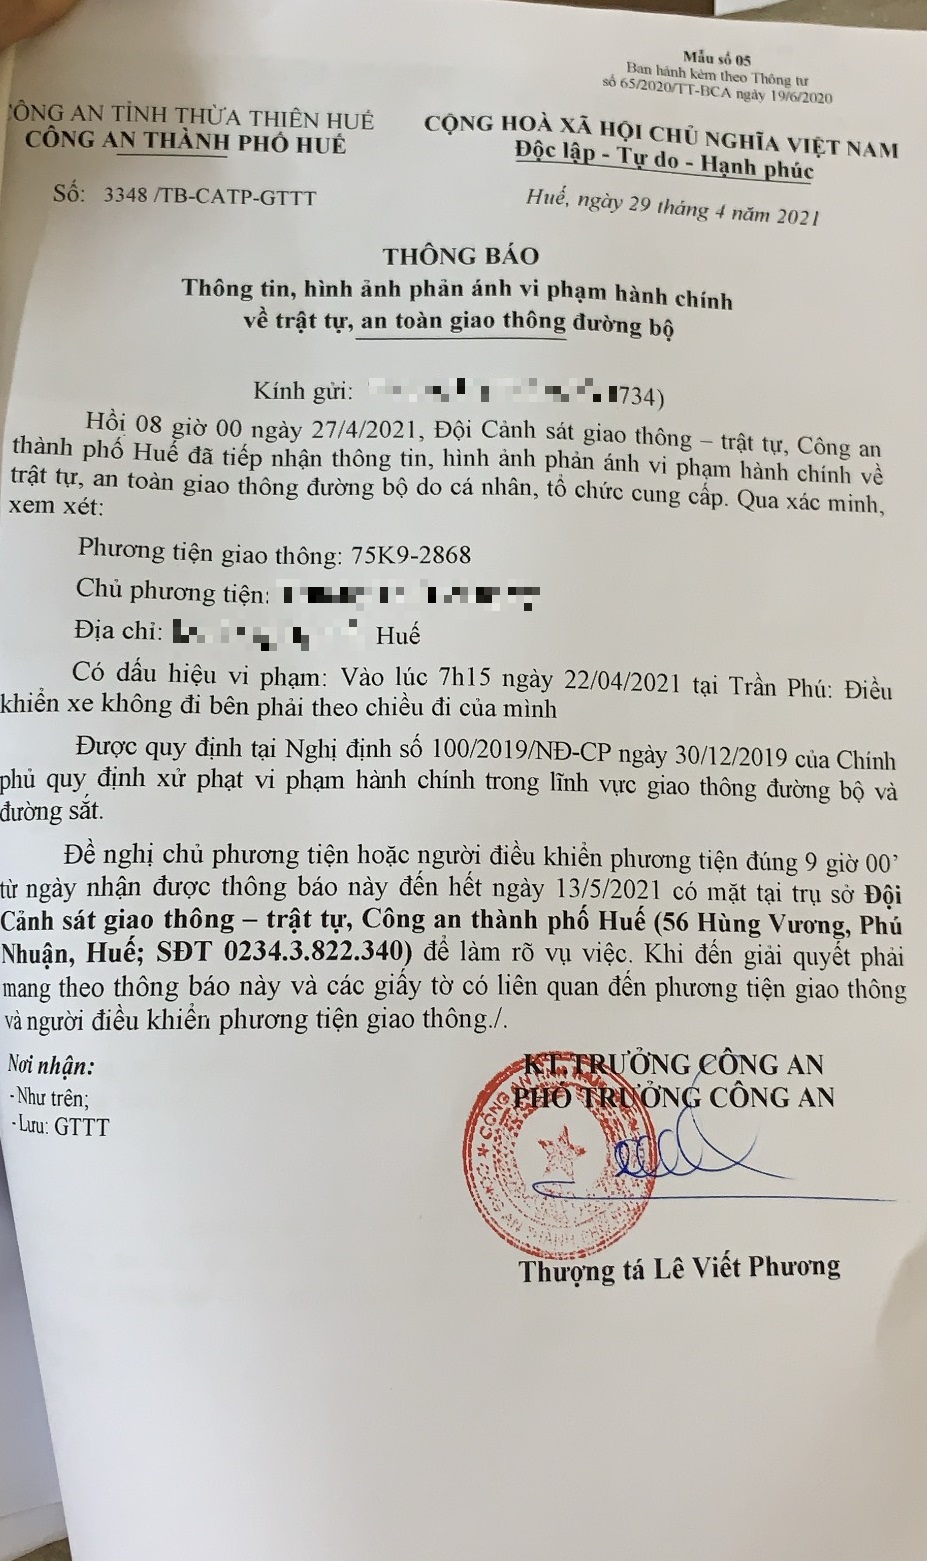 Mẫu số 05
Ban hành kèm theo Thông tư
số 65/2020/TT-BCA ngày 19/6/2020
CÔNG AN TỈNH THỪA THIÊN HUẾ
CÔNG AN THÀNH PHỐ HUẾ
CỘNG HOÀ XÃ HỘI CHỦ NGHĨA VIỆT NAM
Độc lập - Tự do - Hạnh phúc
Số: 3348 /TB-CATP-GTTT
Huế, ngày 29 tháng 4 năm 2021
THÔNG BÁO
Thông tin, hình ảnh phản ánh vi phạm hành chính
về trật tự, an toàn giao thông đường bộ
Kính gửi: 734)
Hồi 08 giờ 00 ngày 27/4/2021, Đội Cảnh sát giao thông – trật tự, Công an
thành phố Huế đã tiếp nhận thông tin, hình ảnh phản ánh vi phạm hành chính về
trật tự, an toàn giao thông đường bộ do cá nhân, tổ chức cung cấp. Qua xác minh,
xem xét:
Phương tiện giao thông: 75K9-2868
Chủ phương tiện:
Địa chỉ: Huế
Có dấu hiệu vi phạm: Vào lúc 7h15 ngày 22/04/2021 tại Trần Phú: Điều
khiển xe không đi bên phải theo chiều đi của mình
Được quy định tại Nghị định số 100/2019/NĐ-CP ngày 30/12/2019 của Chính
phủ quy định xử phạt vi phạm hành chính trong lĩnh vực giao thông đường bộ và
đường sắt.
Đề nghị chủ phương tiện hoặc người điều khiển phương tiện đúng 9 giờ 00’
từ ngày nhận được thông báo này đến hết ngày 13/5/2021 có mặt tại trụ sở Đội
Cảnh sát giao thông – trật tự, Công an thành phố Huế (56 Hùng Vương, Phú
Nhuận, Huế; SĐT 0234.3.822.340) để làm rõ vụ việc. Khi đến giải quyết phải
mang theo thông báo này và các giấy tờ có liên quan đến phương tiện giao thông
và người điều khiển phương tiện giao thông./.
Nơi nhận:
- Như trên;
- Lưu: GTTT
KT.TRƯỞNG CÔNG AN
PHÓ TRƯỞNG CÔNG AN
Thượng tá Lê Viết Phương